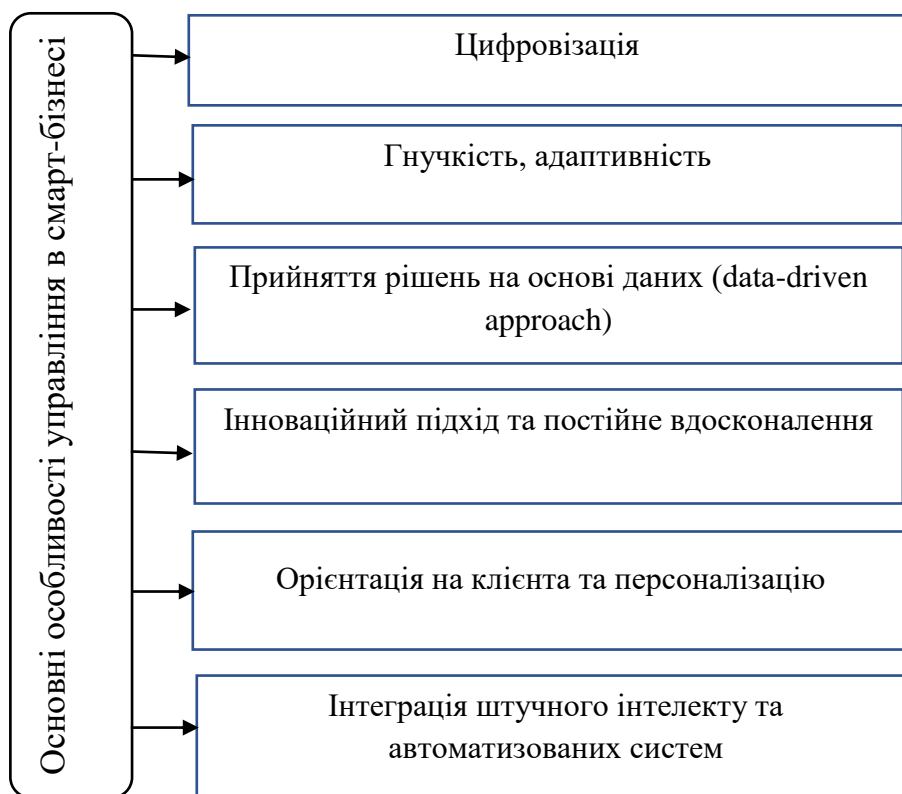 Основні особливості управління в смарт-бізнесі
Цифровізація
Гнучкість, адаптивність
Прийняття рішень на основі даних (data-driven
approach)
Інноваційний підхід та постійне вдосконалення
Орієнтація на клієнта та персоналізацію
Інтеграція штучного інтелекту та
автоматизованих систем